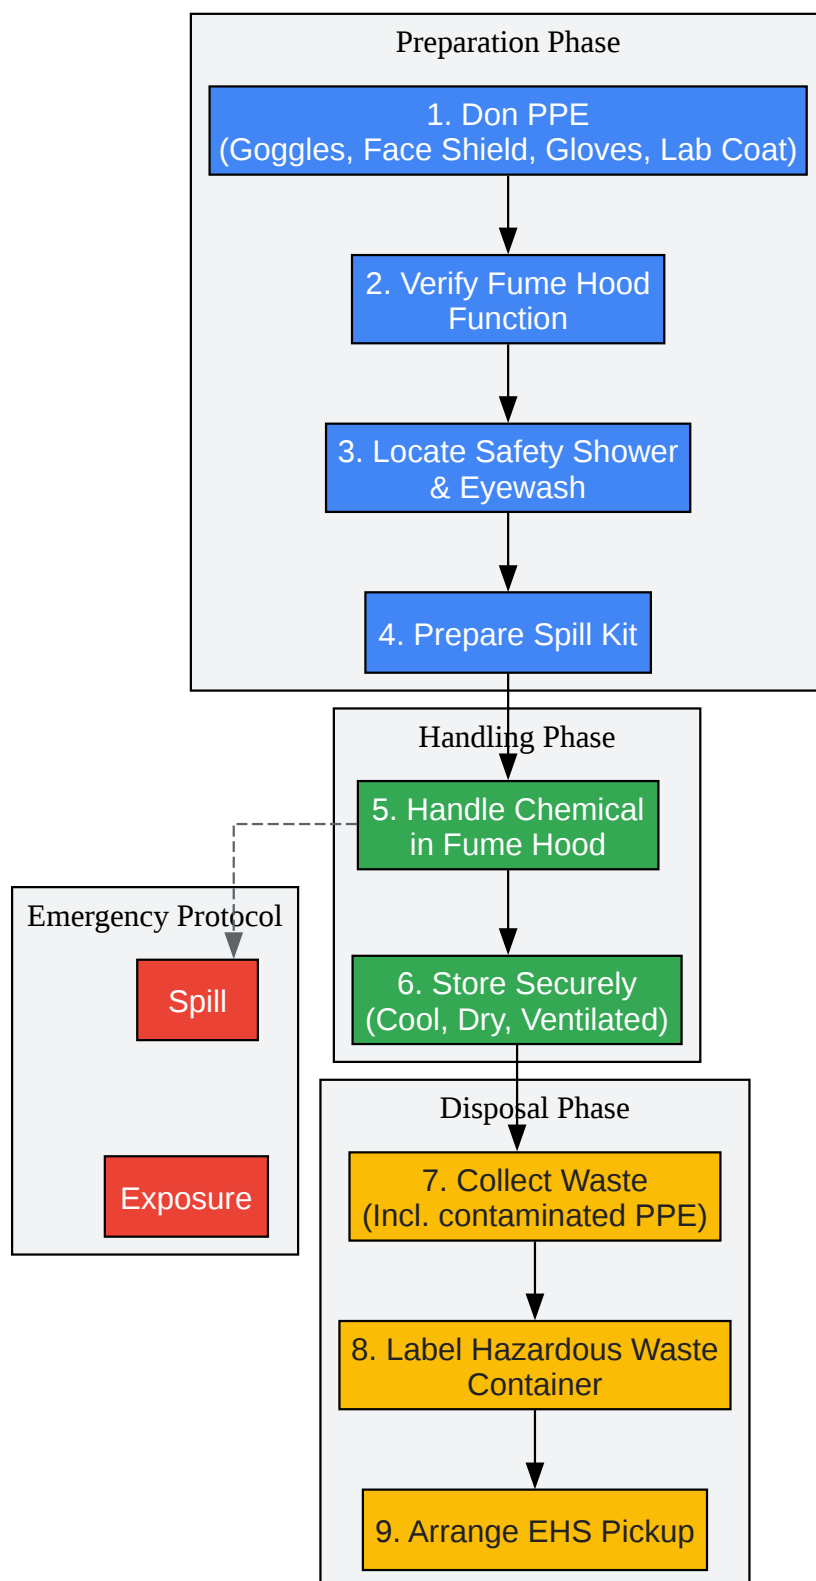 Preparation Phase
1. Don PPE
(Goggles, Face Shield, Gloves, Lab Coat)
2. Verify Fume Hood
Function
3. Locate Safety Shower
& Eyewash
4. Prepare Spill Kit
Handling Phase
5. Handle Chemical
in Fume Hood
6. Store Securely
(Cool, Dry, Ventilated)
Emergency Protocol
Spill
Exposure
Disposal Phase
7. Collect Waste
(Incl. contaminated PPE)
8. Label Hazardous Waste
Container
9. Arrange EHS Pickup